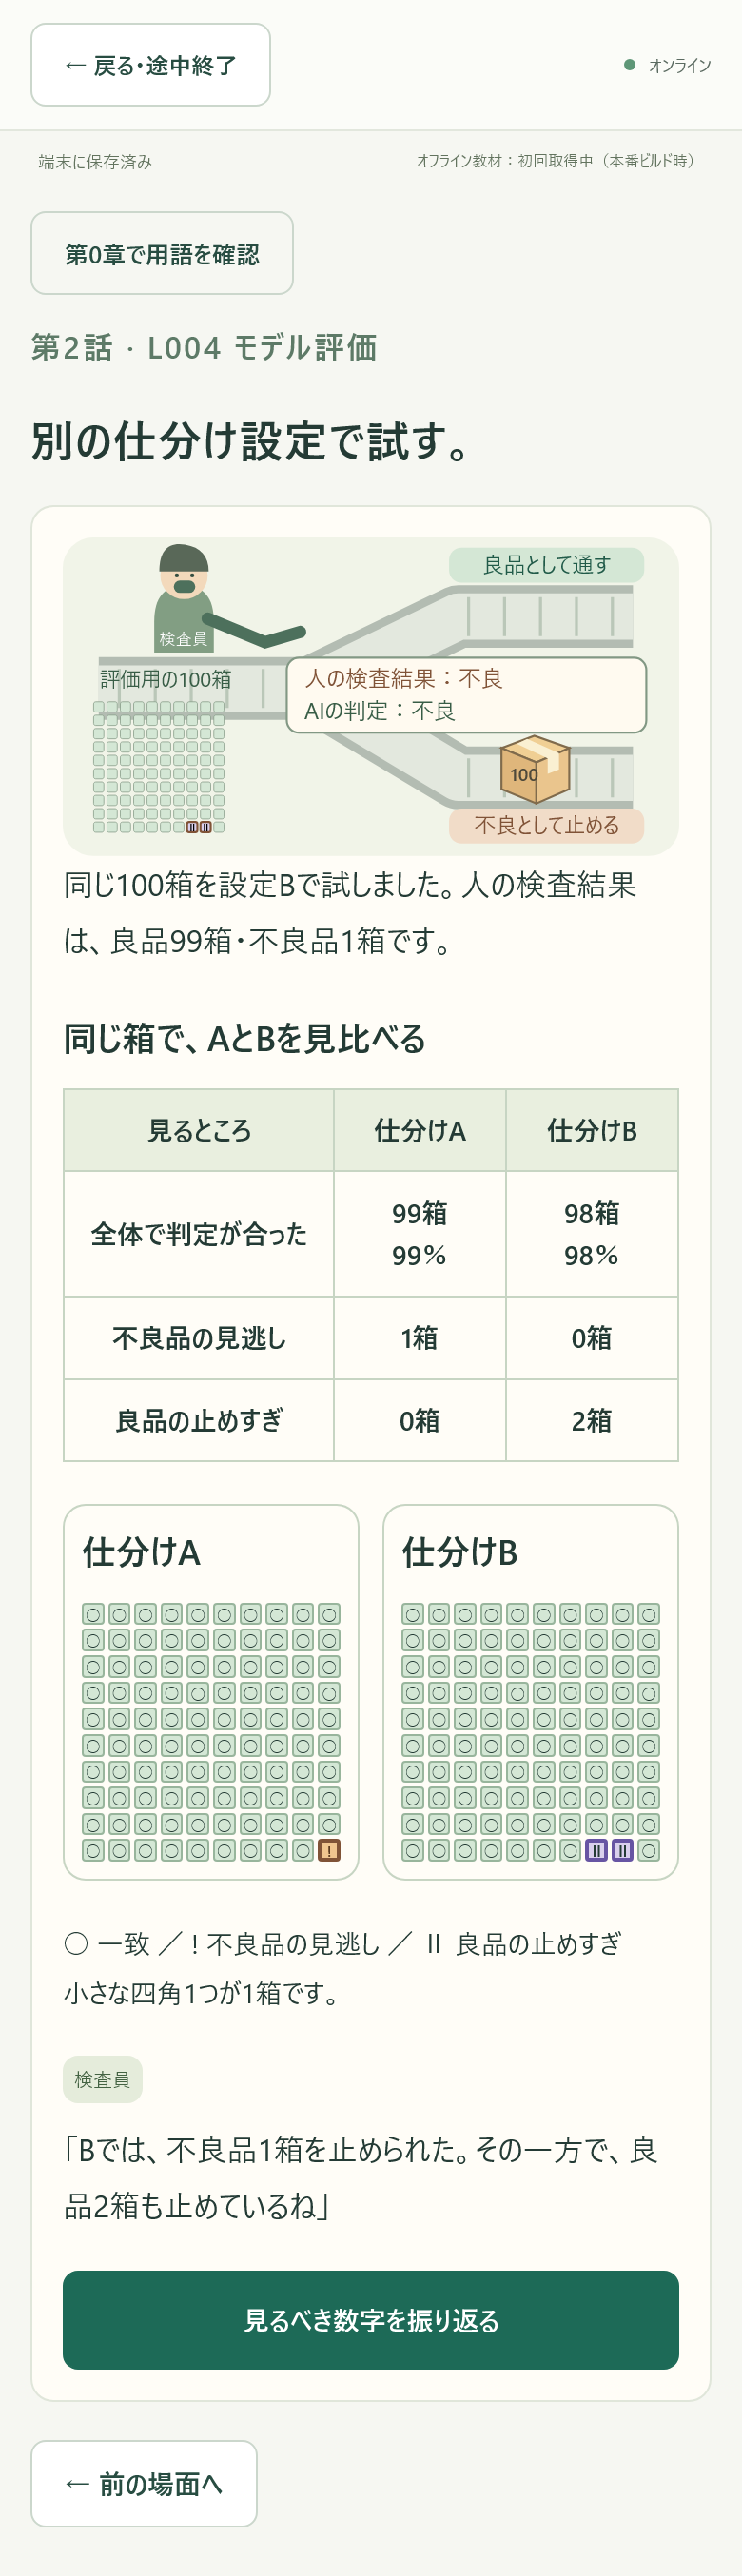 ← 戻る・途中終了
オンライン
端末に保存済み
オフライン教材：初回取得中（本番ビルド時）
第0章で用語を確認
第2話 · L004 モデル評価
別の仕分け設定で試す。
良品として通す
検査員
評価用の100箱
人の検査結果：不良
AIの判定：不良
100
不良として止める
同じ100箱を設定Bで試しました。人の検査結果
は、良品99箱・不良品1箱です。
同じ箱で、AとBを見比べる
見るところ 仕分けA 仕分けB
全体で判定が合った 99箱 99% 98箱 98%
不良品の見逃し 1箱 0箱
良品の止めすぎ 0箱 2箱
仕分けA
仕分けB
○ 一致 ／ ! 不良品の見逃し ／ II 良品の止めすぎ
小さな四角1つが1箱です。
検査員
「Bでは、不良品1箱を止められた。その一方で、良
品2箱も止めているね」
見るべき数字を振り返る
← 前の場面へ